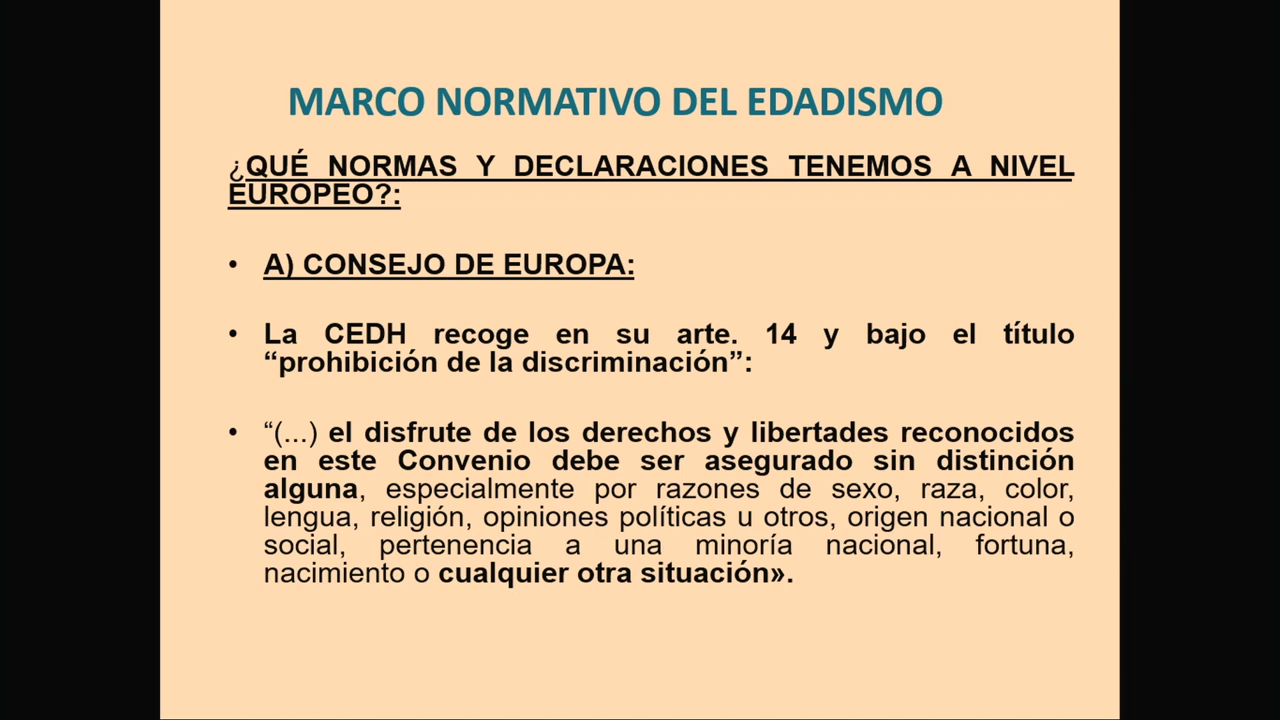 MARCO NORMATIVO DEL EDADISMO
¿QUÉ NORMAS Y DECLARACIONES TENEMOS A NIVEL
EUROPEO?:
• A) CONSEJO DE EUROPA:
• La CEDH recoge en su arte. 14 y bajo el título
“prohibición de la discriminación”:
• “(...) el disfrute de los derechos y libertades reconocidos
en este Convenio debe ser asegurado sin distinción
alguna, especialmente por razones de sexo, raza, color,
lengua, religión, opiniones políticas u otros, origen nacional o
social, pertenencia a una minoría nacional, fortuna,
nacimiento o cualquier otra situación».